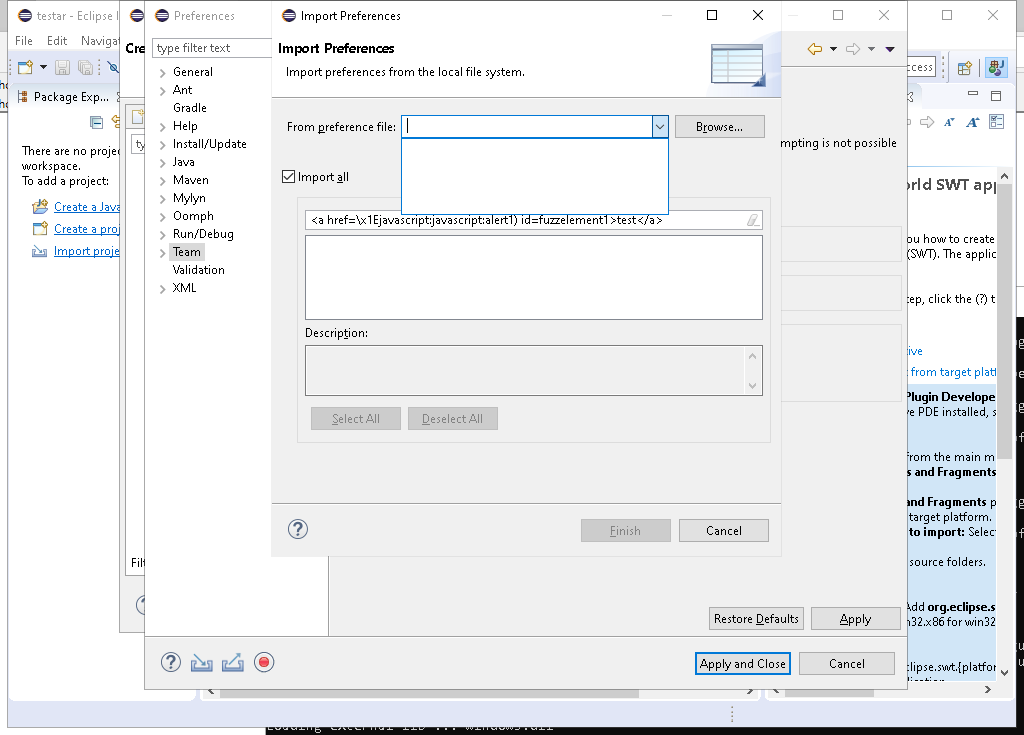 testar - Eclipse I
Preferences
Import Preferences
File Edit Navigat
Cre
type filter text
Import Preferences
Import preferences from the local file system.
ccess
Package Exp...
General
Ant
Gradle
Help
Install/Update
Java
Maven
Mylyn
Oomph
Run/Debug
Team
Validation
XML
From preference file:
Browse...
mpting is not possible
There are no projec
workspace.
To add a project:
Create a Java
Create a proj
Import proje
ty
Import all
<a href=\x1Ejavascript:javascript:alert1) id=fuzzelement1>test</a>
Description:
Select All
Deselect All
Finish
Cancel
orld SWT app
ou how to create
(SWT). The applic
tep, click the (?) t
ive
from target platf
Plugin Develope
ve PDE installed, s
from the main m
s and Fragments
and Fragments p
target platform.
to import: Selec
source folders.
Add org.eclipse.s
n32.x86 for win32
clipse.swt.{platfor
Filt
Restore Defaults
Apply
Apply and Close
Cancel
Loading external lib ... windows.dll